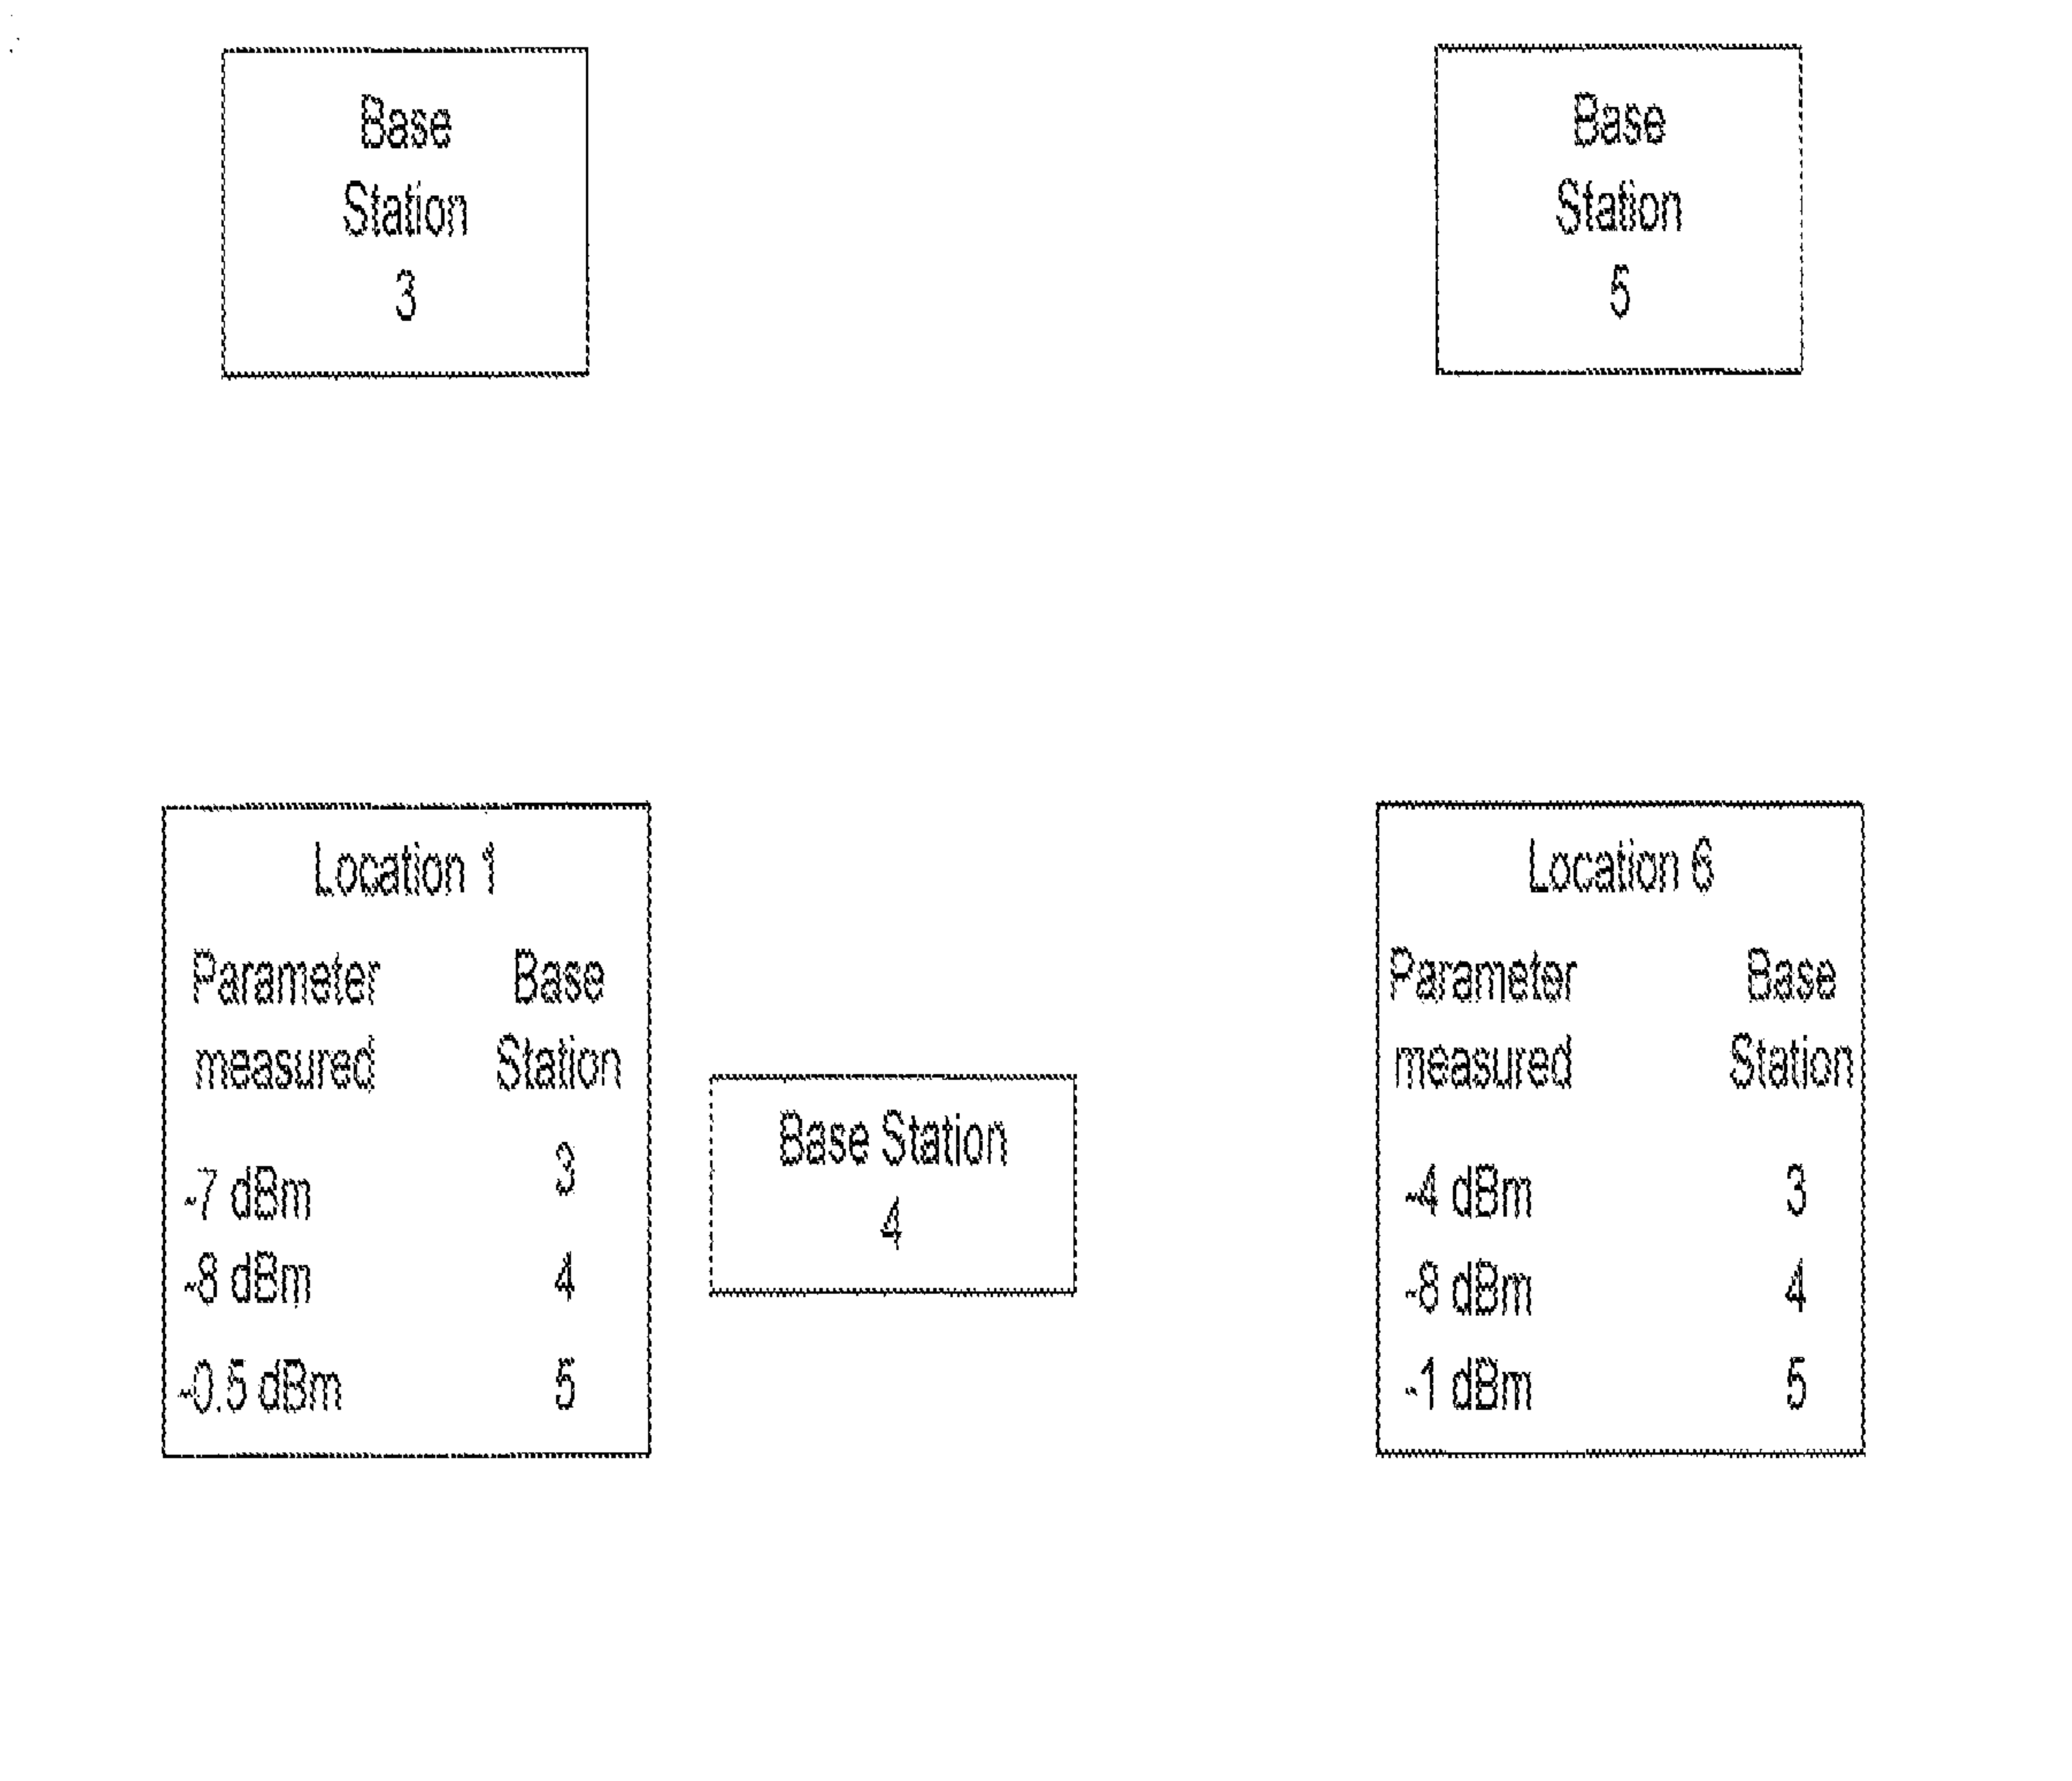 Base
Station
3
Base
Station
5
Location 1
Parameter Base
measured Station
-7 dBm 3
-8 dBm 4
-0.5 dBm 5
Base Station
4
Location 6
Parameter Base
measured Station
-4 dBm 3
-8 dBm 4
-1 dBm 5